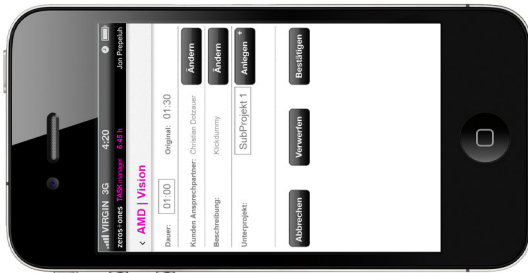 VIRGIN 3G 4:20
zeros+ones TASKmanager 6:45 h Jon Prepeluh
< AMD | Vision
Dauer: 01:00 Original: 01:30
Kunden Ansprechpartner: Christian Dotzauer Ändern
Beschreibung: Klickdummy Ändern
Unterprojekt: SubProjekt 1 Anlegen +
Abbrechen Verwerfen Bestätigen